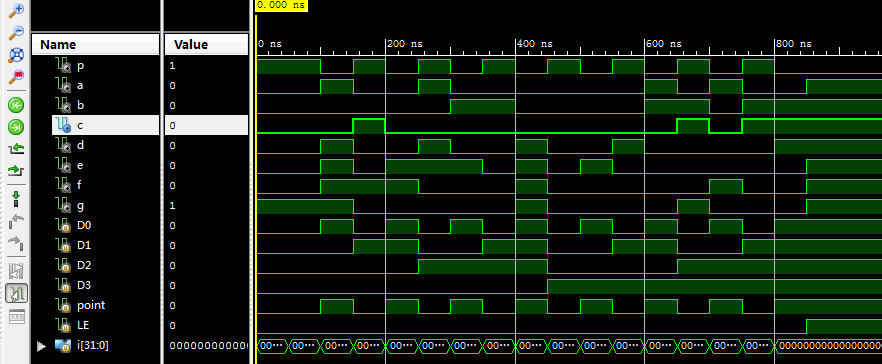 0.000 ns
Name Value
0 ns 200 ns 400 ns 600 ns 800 ns
p 1
a 0
b 0
c 0
d 0
e 0
f 0
g 1
D0 0
D1 0
D2 0
D3 0
point 0
LE 0
i[31:0] 000000000000 00··· 00··· 00··· 00··· 00··· 00··· 00··· 00··· 00··· 00··· 00··· 00··· 00··· 00··· 00··· 00··· 0000000000000000